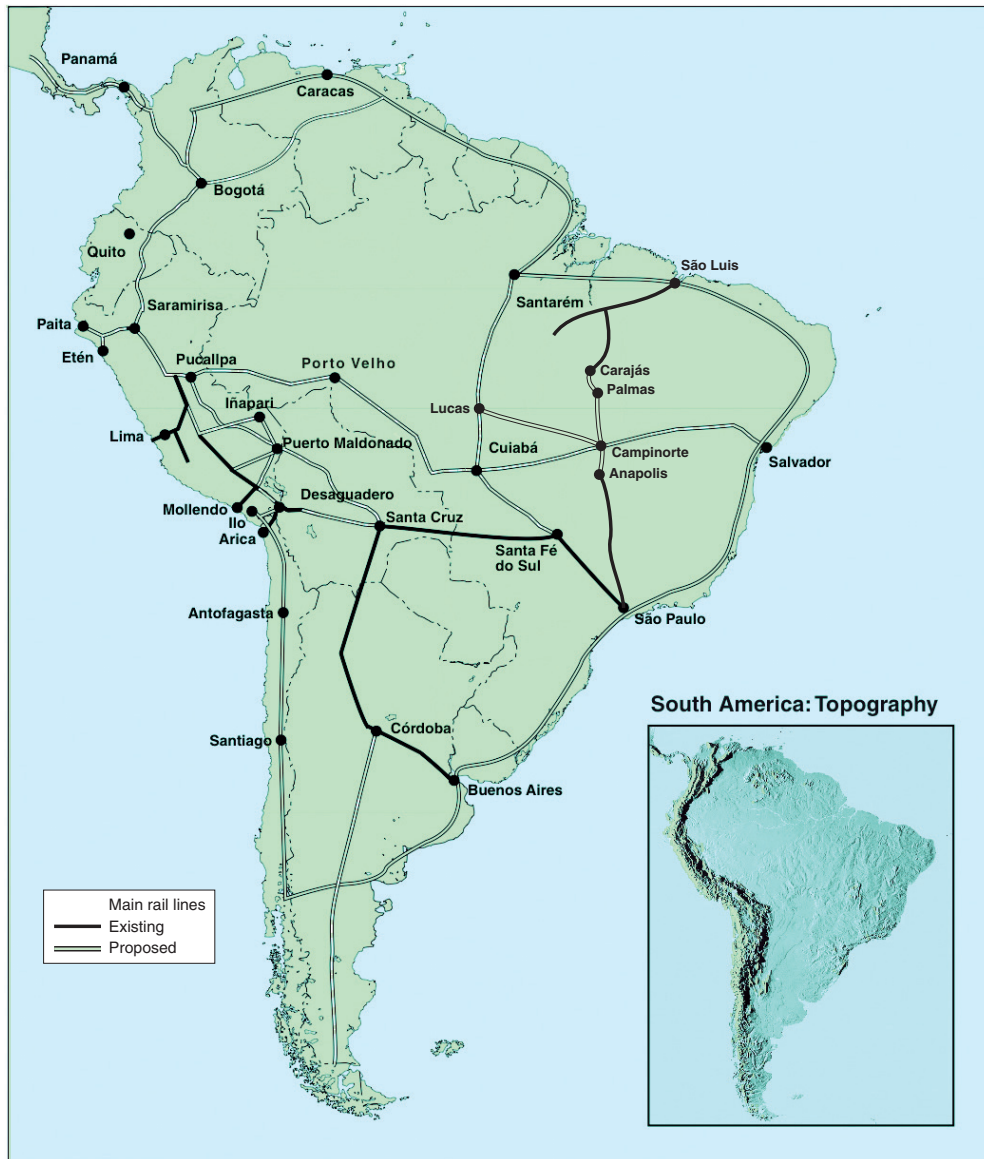 Panamá
Caracas
Bogotá
Quito
São Luis
Santarém
Saramirisa
Paita
Etén
Pucallpa
Porto Velho
Carajás
Palmas
Iñapari
Lucas
Lima
Puerto Maldonado
Cuiabá
Campinorte
Salvador
Anapolis
Desaguadero
Mollendo
Ilo
Santa Cruz
Arica
Santa Fé
do Sul
Antofagasta
São Paulo
South America: Topography
Córdoba
Santiago
Buenos Aires
Main rail lines
Existing
Proposed